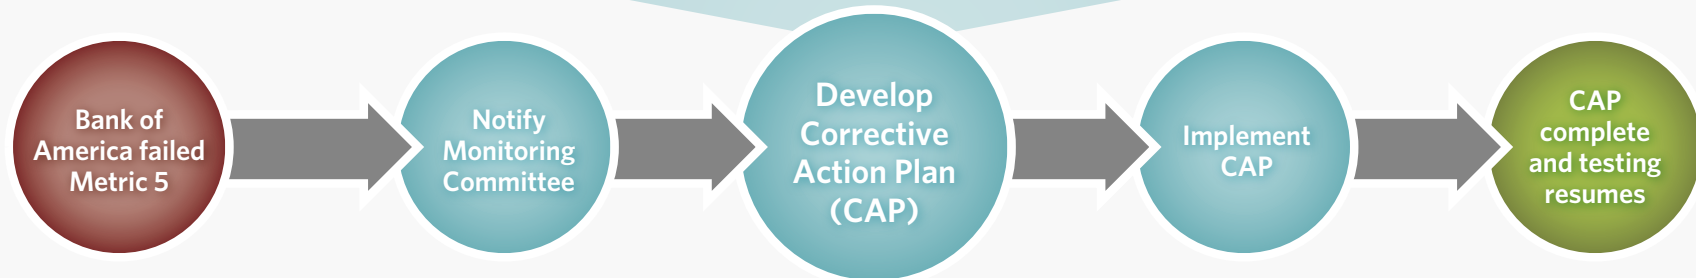 Bank of
America failed
Metric 5
Notify
Monitoring
Committee
Develop
Corrective
Action Plan
(CAP)
Implement
CAP
CAP
complete
and testing
resumes